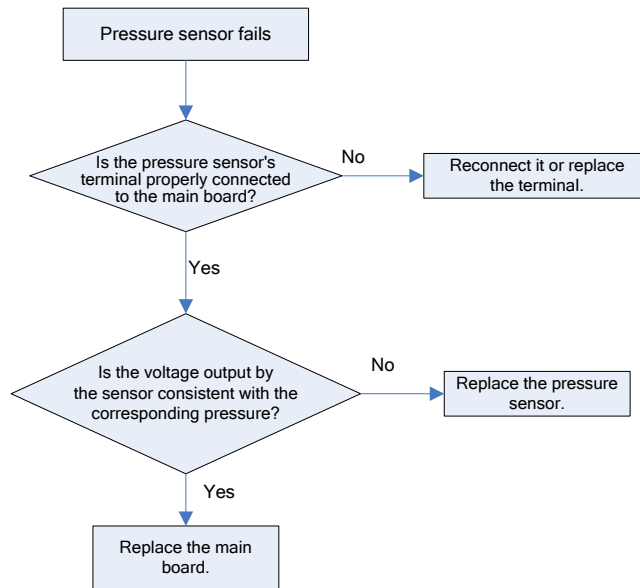 Pressure sensor fails
Is the pressure sensor's
terminal properly connected
to the main board?
No
Reconnect it or replace
the terminal.
Yes
Is the voltage output by
the sensor consistent with the
corresponding pressure?
No
Replace the pressure
sensor.
Yes
Replace the main
board.